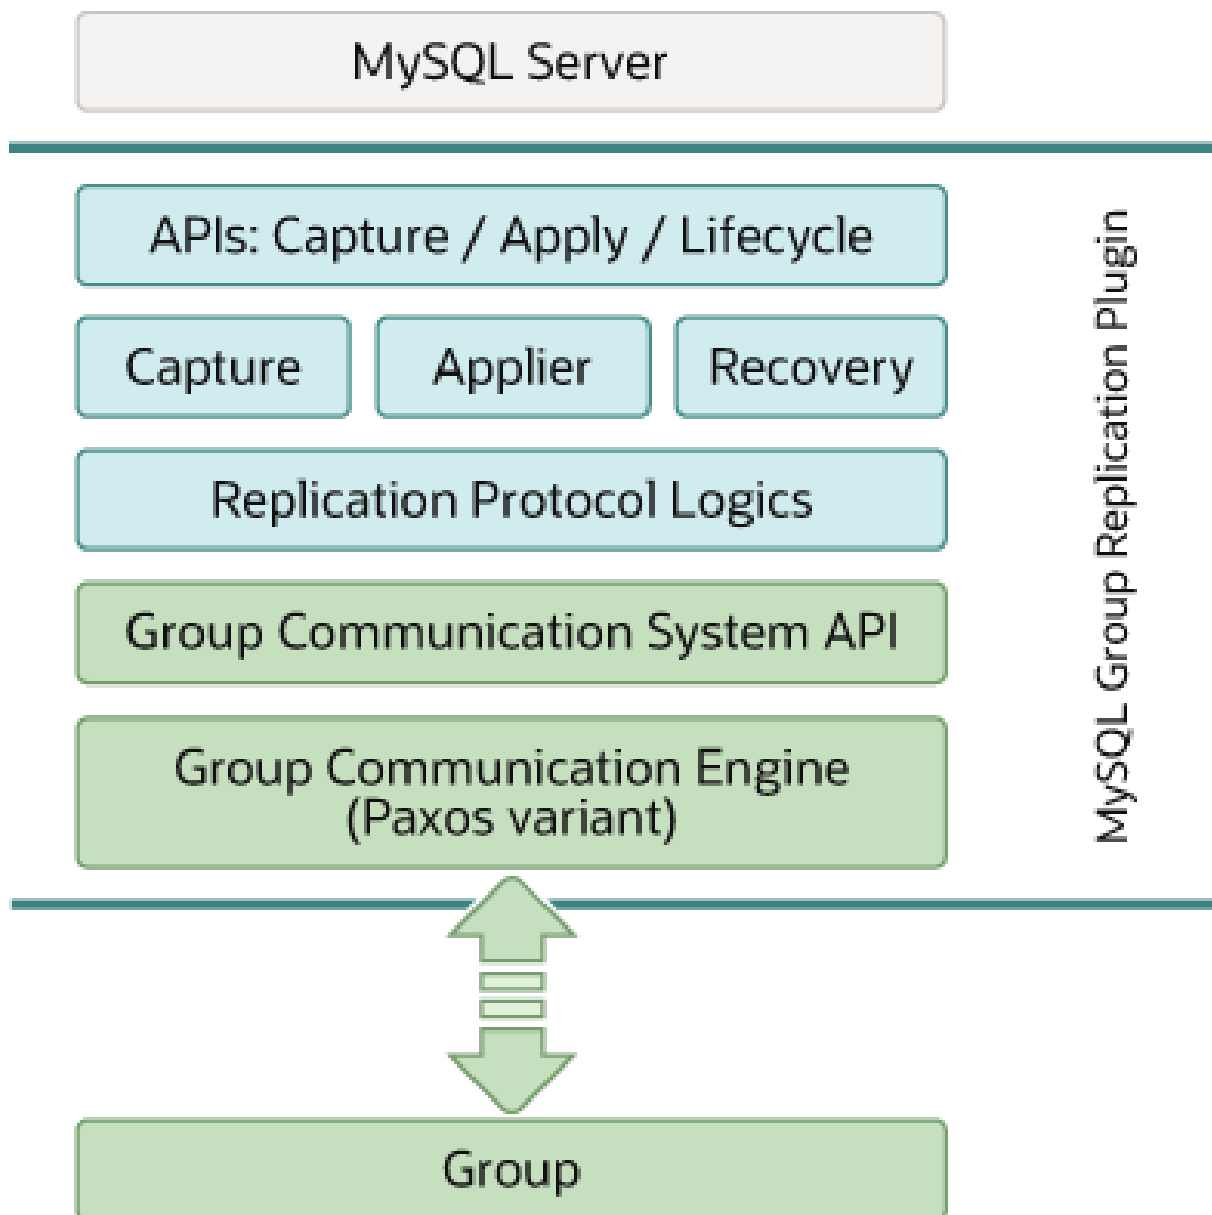 MySQL Server
APIs: Capture / Apply / Lifecycle
Capture
Applier
Recovery
Replication Protocol Logics
Group Communication System API
Group Communication Engine
(Paxos variant)
MySQL Group Replication Plugin
Group